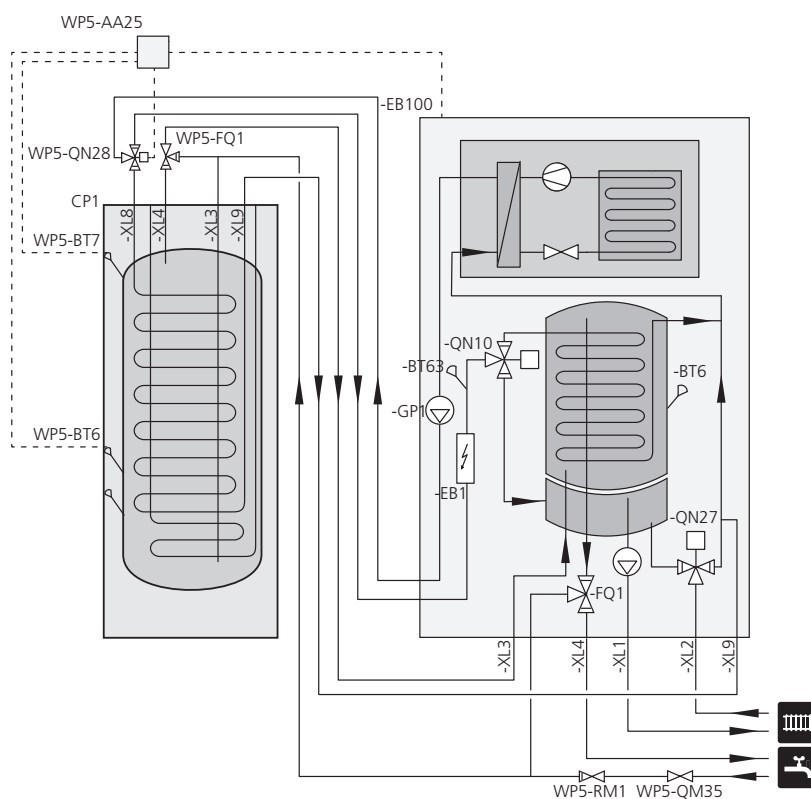 WP5-AA25
-EB100
WP5-FQ1
WP5-QN28
CP1
-XL8
-XL4
-XL3
-XL9
WP5-BT7
-QN10
-BT63
-BT6
-GP1
WP5-BT6
-EB1
-QN27
-FQ1
-XL3
-XL4
-XL1
-XL2
-XL9
WP5-RM1
WP5-QM35